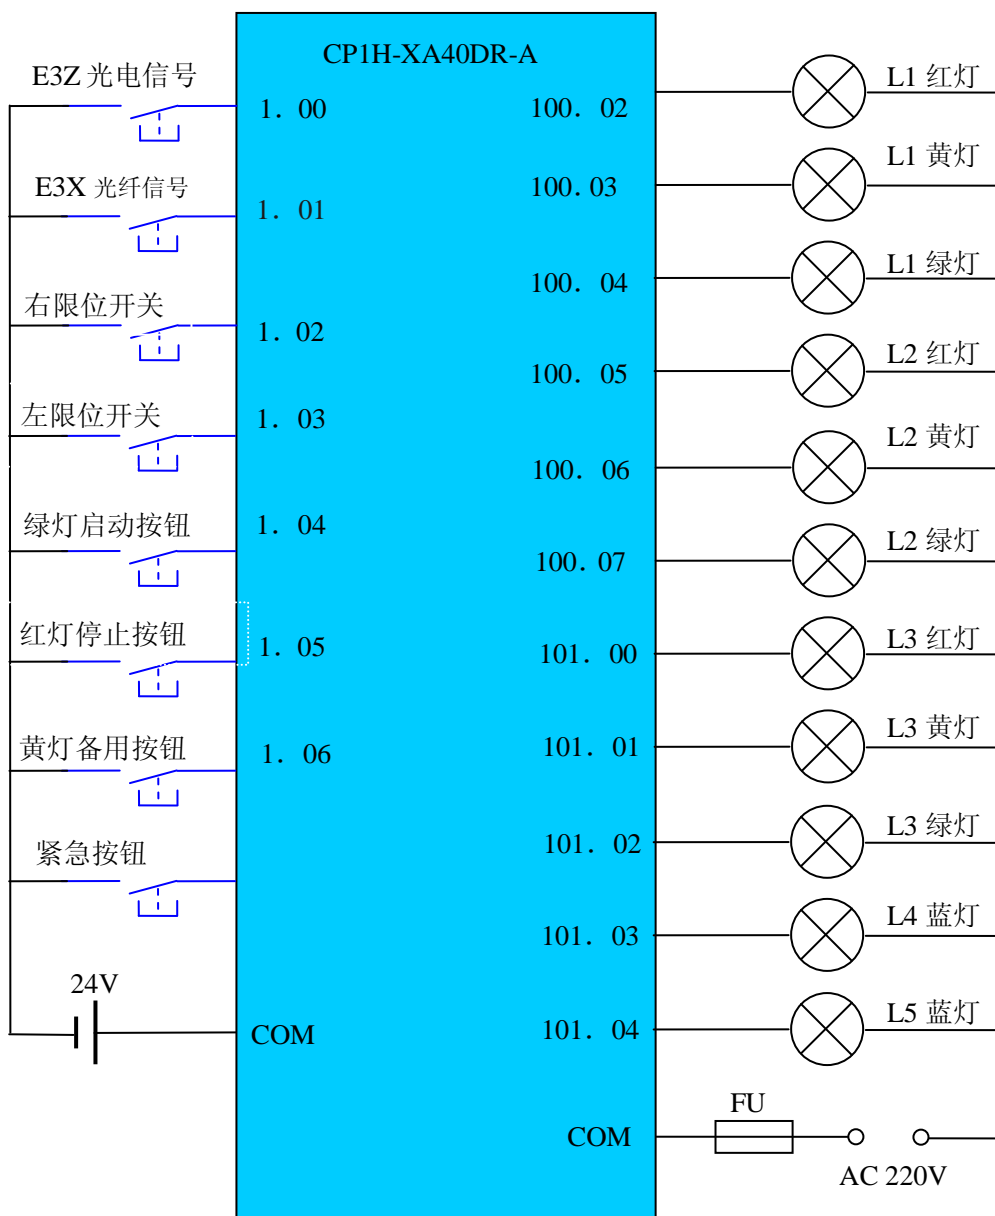 CP1H-XA40DR-A
E3Z 光电信号
1．00
E3X 光纤信号
1．01
右限位开关
1．02
左限位开关
1．03
绿灯启动按钮
1．04
红灯停止按钮
1．05
黄灯备用按钮
1．06
紧急按钮
24V
COM
100．02
L1 红灯
100．03
L1 黄灯
100．04
L1 绿灯
100．05
L2 红灯
100．06
L2 黄灯
100．07
L2 绿灯
101．00
L3 红灯
101．01
L3 黄灯
101．02
L3 绿灯
101．03
L4 蓝灯
101．04
L5 蓝灯
COM
FU
AC 220V